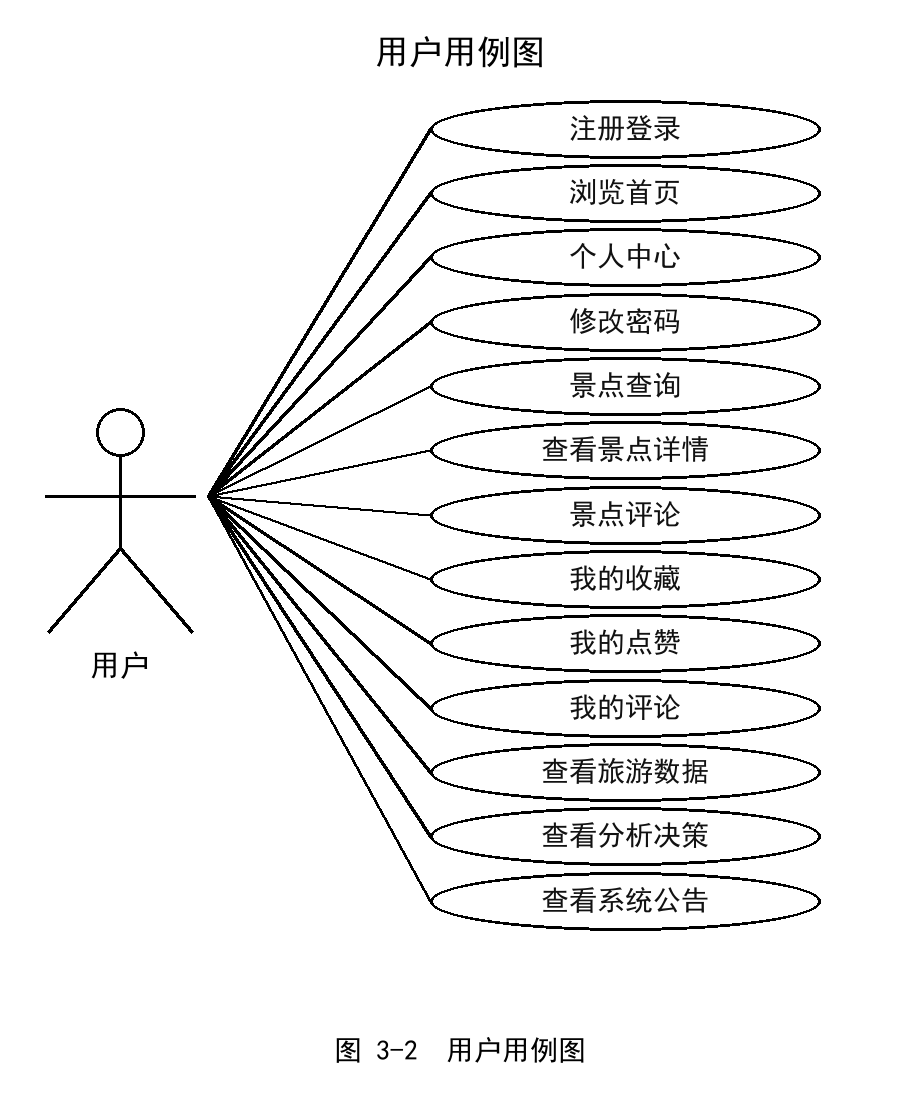 用户用例图
注册登录
浏览首页
个人中心
修改密码
景点查询
查看景点详情
景点评论
我的收藏
我的点赞
我的评论
查看旅游数据
查看分析决策
查看系统公告
用户
图 3-2 用户用例图